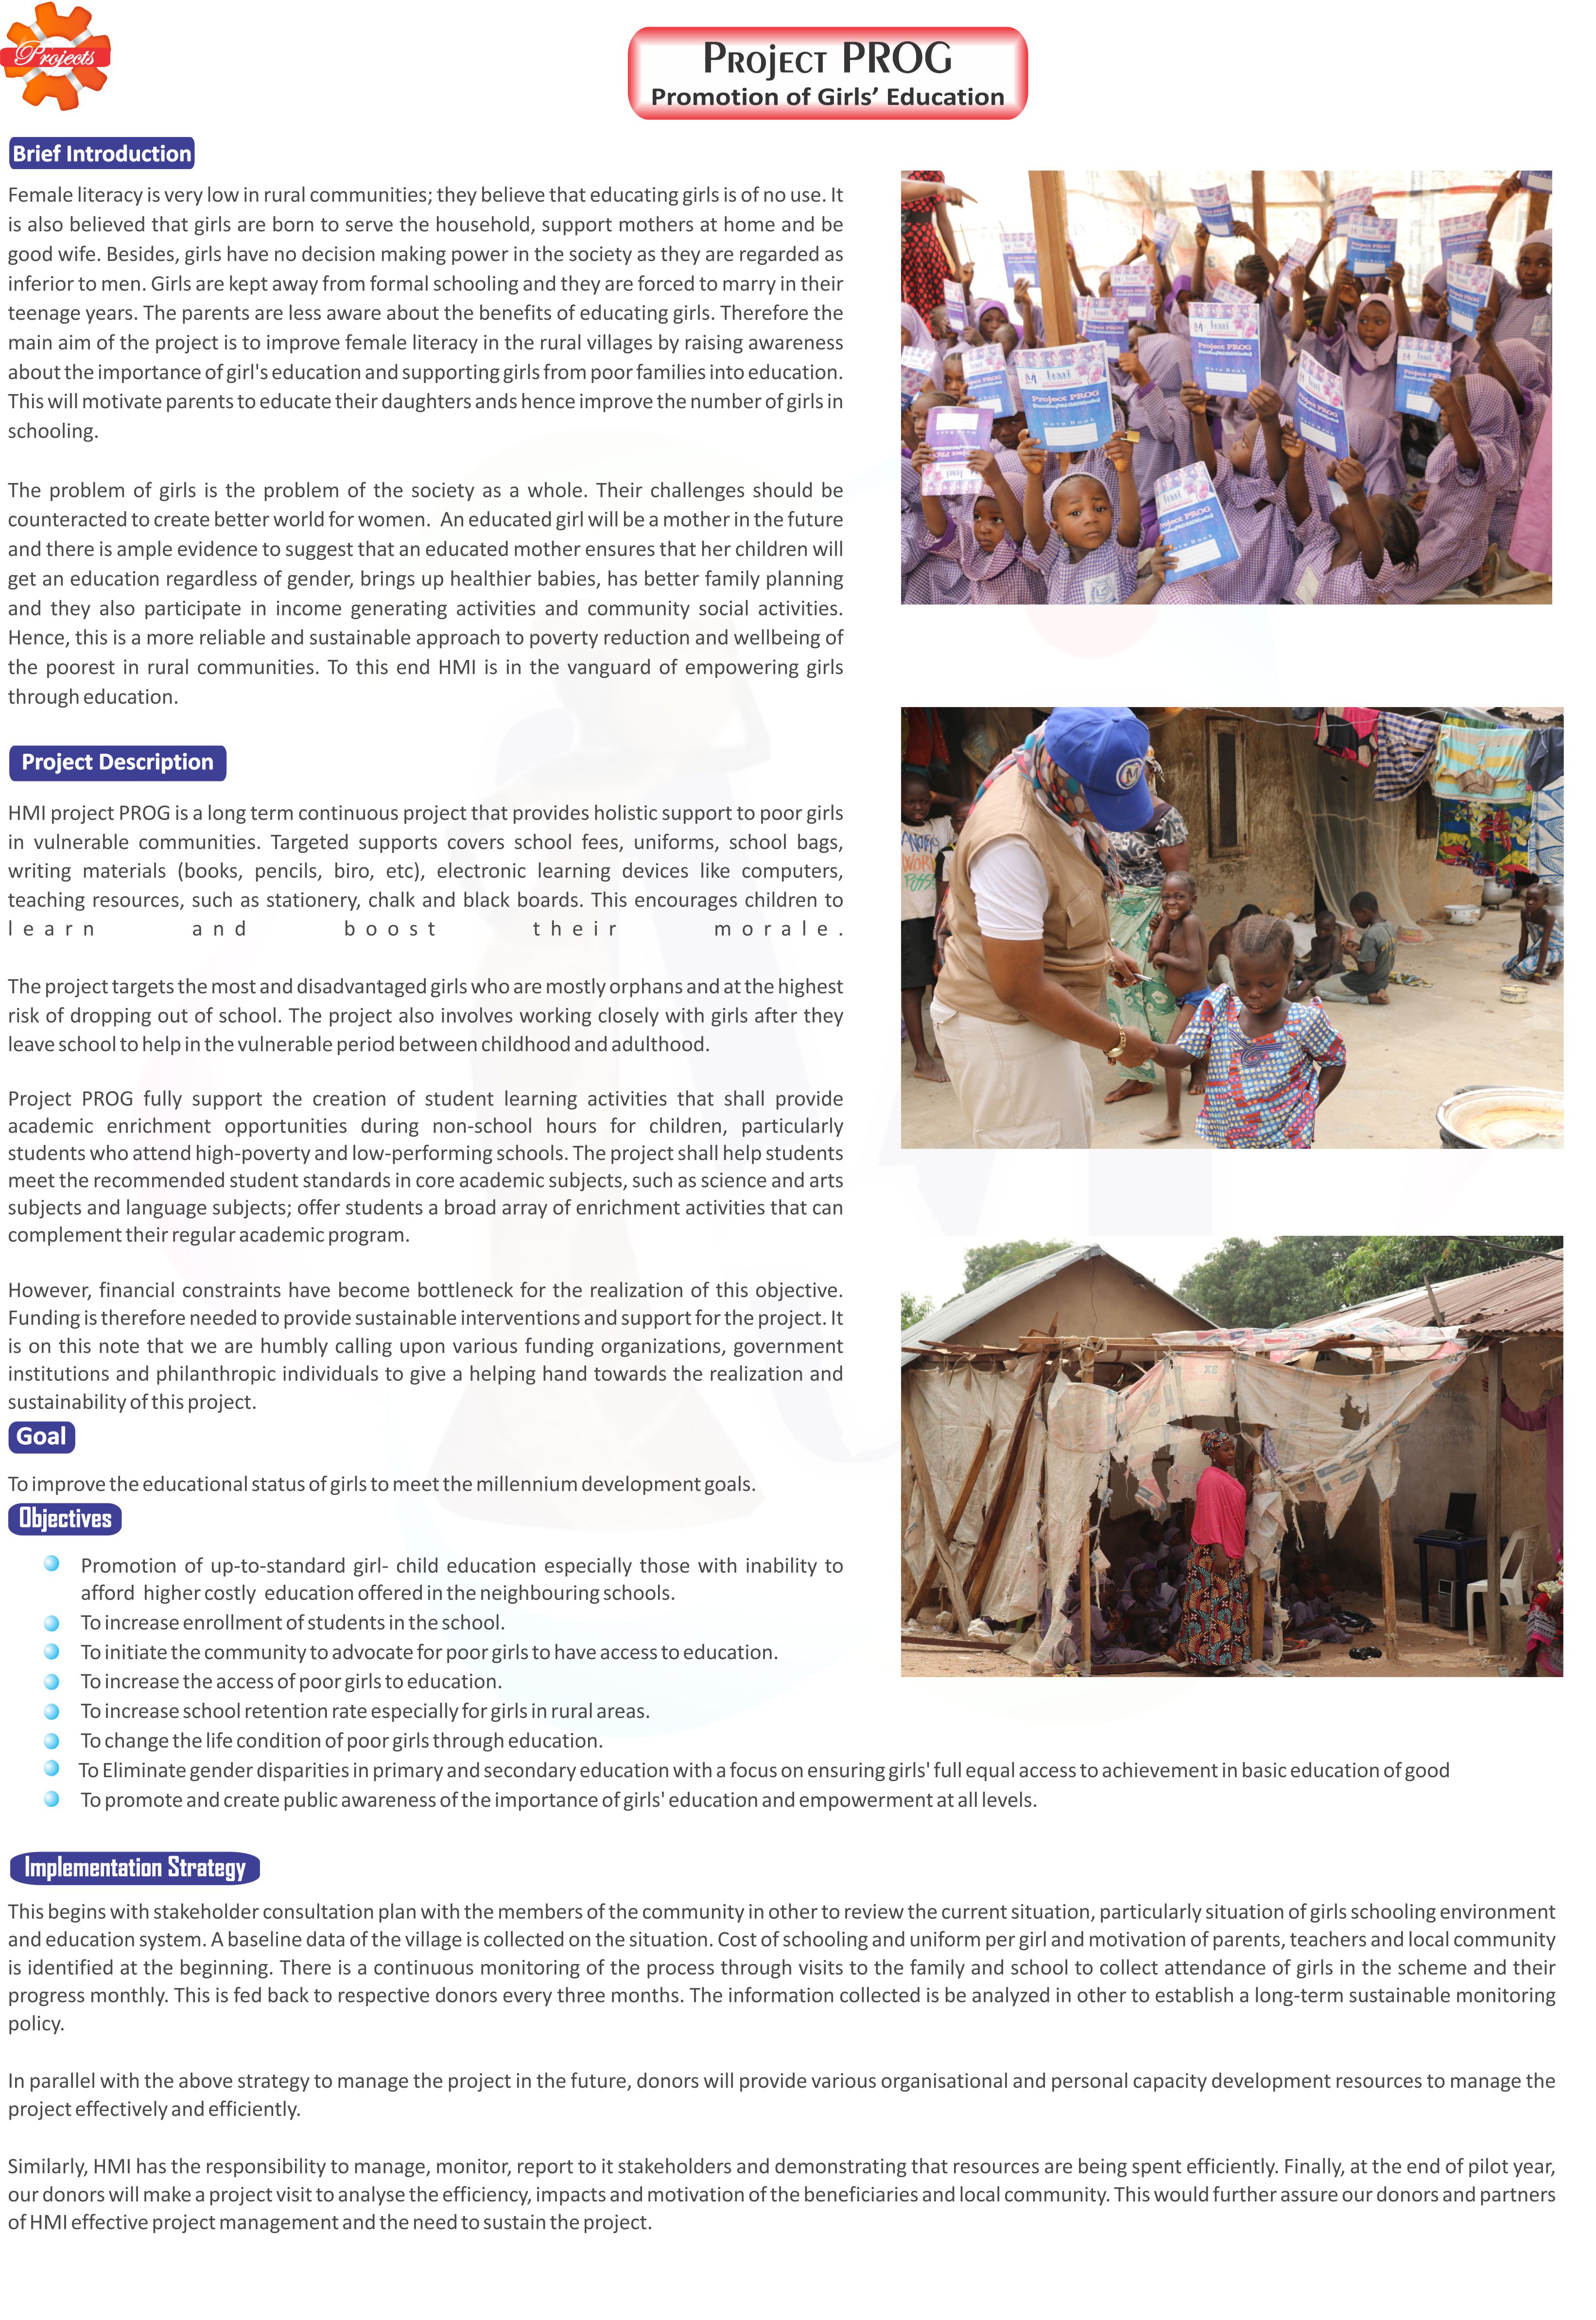 Projects
Project PROG
Promotion of Girls’ Education
Brief Introduction
Female literacy is very low in rural communities; they believe that educating girls is of no use. It
is also believed that girls are born to serve the household, support mothers at home and be
good wife. Besides, girls have no decision making power in the society as they are regarded as
inferior to men. Girls are kept away from formal schooling and they are forced to marry in their
teenage years. The parents are less aware about the benefits of educating girls. Therefore the
main aim of the project is to improve female literacy in the rural villages by raising awareness
about the importance of girl's education and supporting girls from poor families into education.
This will motivate parents to educate their daughters ands hence improve the number of girls in
schooling.
The problem of girls is the problem of the society as a whole. Their challenges should be
counteracted to create better world for women. An educated girl will be a mother in the future
and there is ample evidence to suggest that an educated mother ensures that her children will
get an education regardless of gender, brings up healthier babies, has better family planning
and they also participate in income generating activities and community social activities.
Hence, this is a more reliable and sustainable approach to poverty reduction and wellbeing of
the poorest in rural communities. To this end HMI is in the vanguard of empowering girls
through education.
Project Description
HMI project PROG is a long term continuous project that provides holistic support to poor girls
in vulnerable communities. Targeted supports covers school fees, uniforms, school bags,
writing materials (books, pencils, biro, etc), electronic learning devices like computers,
teaching resources, such as stationery, chalk and black boards. This encourages children to
learn and boost their morale.
The project targets the most and disadvantaged girls who are mostly orphans and at the highest
risk of dropping out of school. The project also involves working closely with girls after they
leave school to help in the vulnerable period between childhood and adulthood.
Project PROG fully support the creation of student learning activities that shall provide
academic enrichment opportunities during non-school hours for children, particularly
students who attend high-poverty and low-performing schools. The project shall help students
meet the recommended student standards in core academic subjects, such as science and arts
subjects and language subjects; offer students a broad array of enrichment activities that can
complement their regular academic program.
However, financial constraints have become bottleneck for the realization of this objective.
Funding is therefore needed to provide sustainable interventions and support for the project. It
is on this note that we are humbly calling upon various funding organizations, government
institutions and philanthropic individuals to give a helping hand towards the realization and
sustainability of this project.
Goal
To improve the educational status of girls to meet the millennium development goals.
Objectives
Promotion of up-to-standard girl- child education especially those with inability to
afford higher costly education offered in the neighbouring schools.
To increase enrollment of students in the school.
To initiate the community to advocate for poor girls to have access to education.
To increase the access of poor girls to education.
To increase school retention rate especially for girls in rural areas.
To change the life condition of poor girls through education.
To Eliminate gender disparities in primary and secondary education with a focus on ensuring girls' full equal access to achievement in basic education of good
To promote and create public awareness of the importance of girls' education and empowerment at all levels.
Implementation Strategy
This begins with stakeholder consultation plan with the members of the community in other to review the current situation, particularly situation of girls schooling environment
and education system. A baseline data of the village is collected on the situation. Cost of schooling and uniform per girl and motivation of parents, teachers and local community
is identified at the beginning. There is a continuous monitoring of the process through visits to the family and school to collect attendance of girls in the scheme and their
progress monthly. This is fed back to respective donors every three months. The information collected is be analyzed in other to establish a long-term sustainable monitoring
policy.
In parallel with the above strategy to manage the project in the future, donors will provide various organisational and personal capacity development resources to manage the
project effectively and efficiently.
Similarly, HMI has the responsibility to manage, monitor, report to it stakeholders and demonstrating that resources are being spent efficiently. Finally, at the end of pilot year,
our donors will make a project visit to analyse the efficiency, impacts and motivation of the beneficiaries and local community. This would further assure our donors and partners
of HMI effective project management and the need to sustain the project.
Project PROG
Note Book